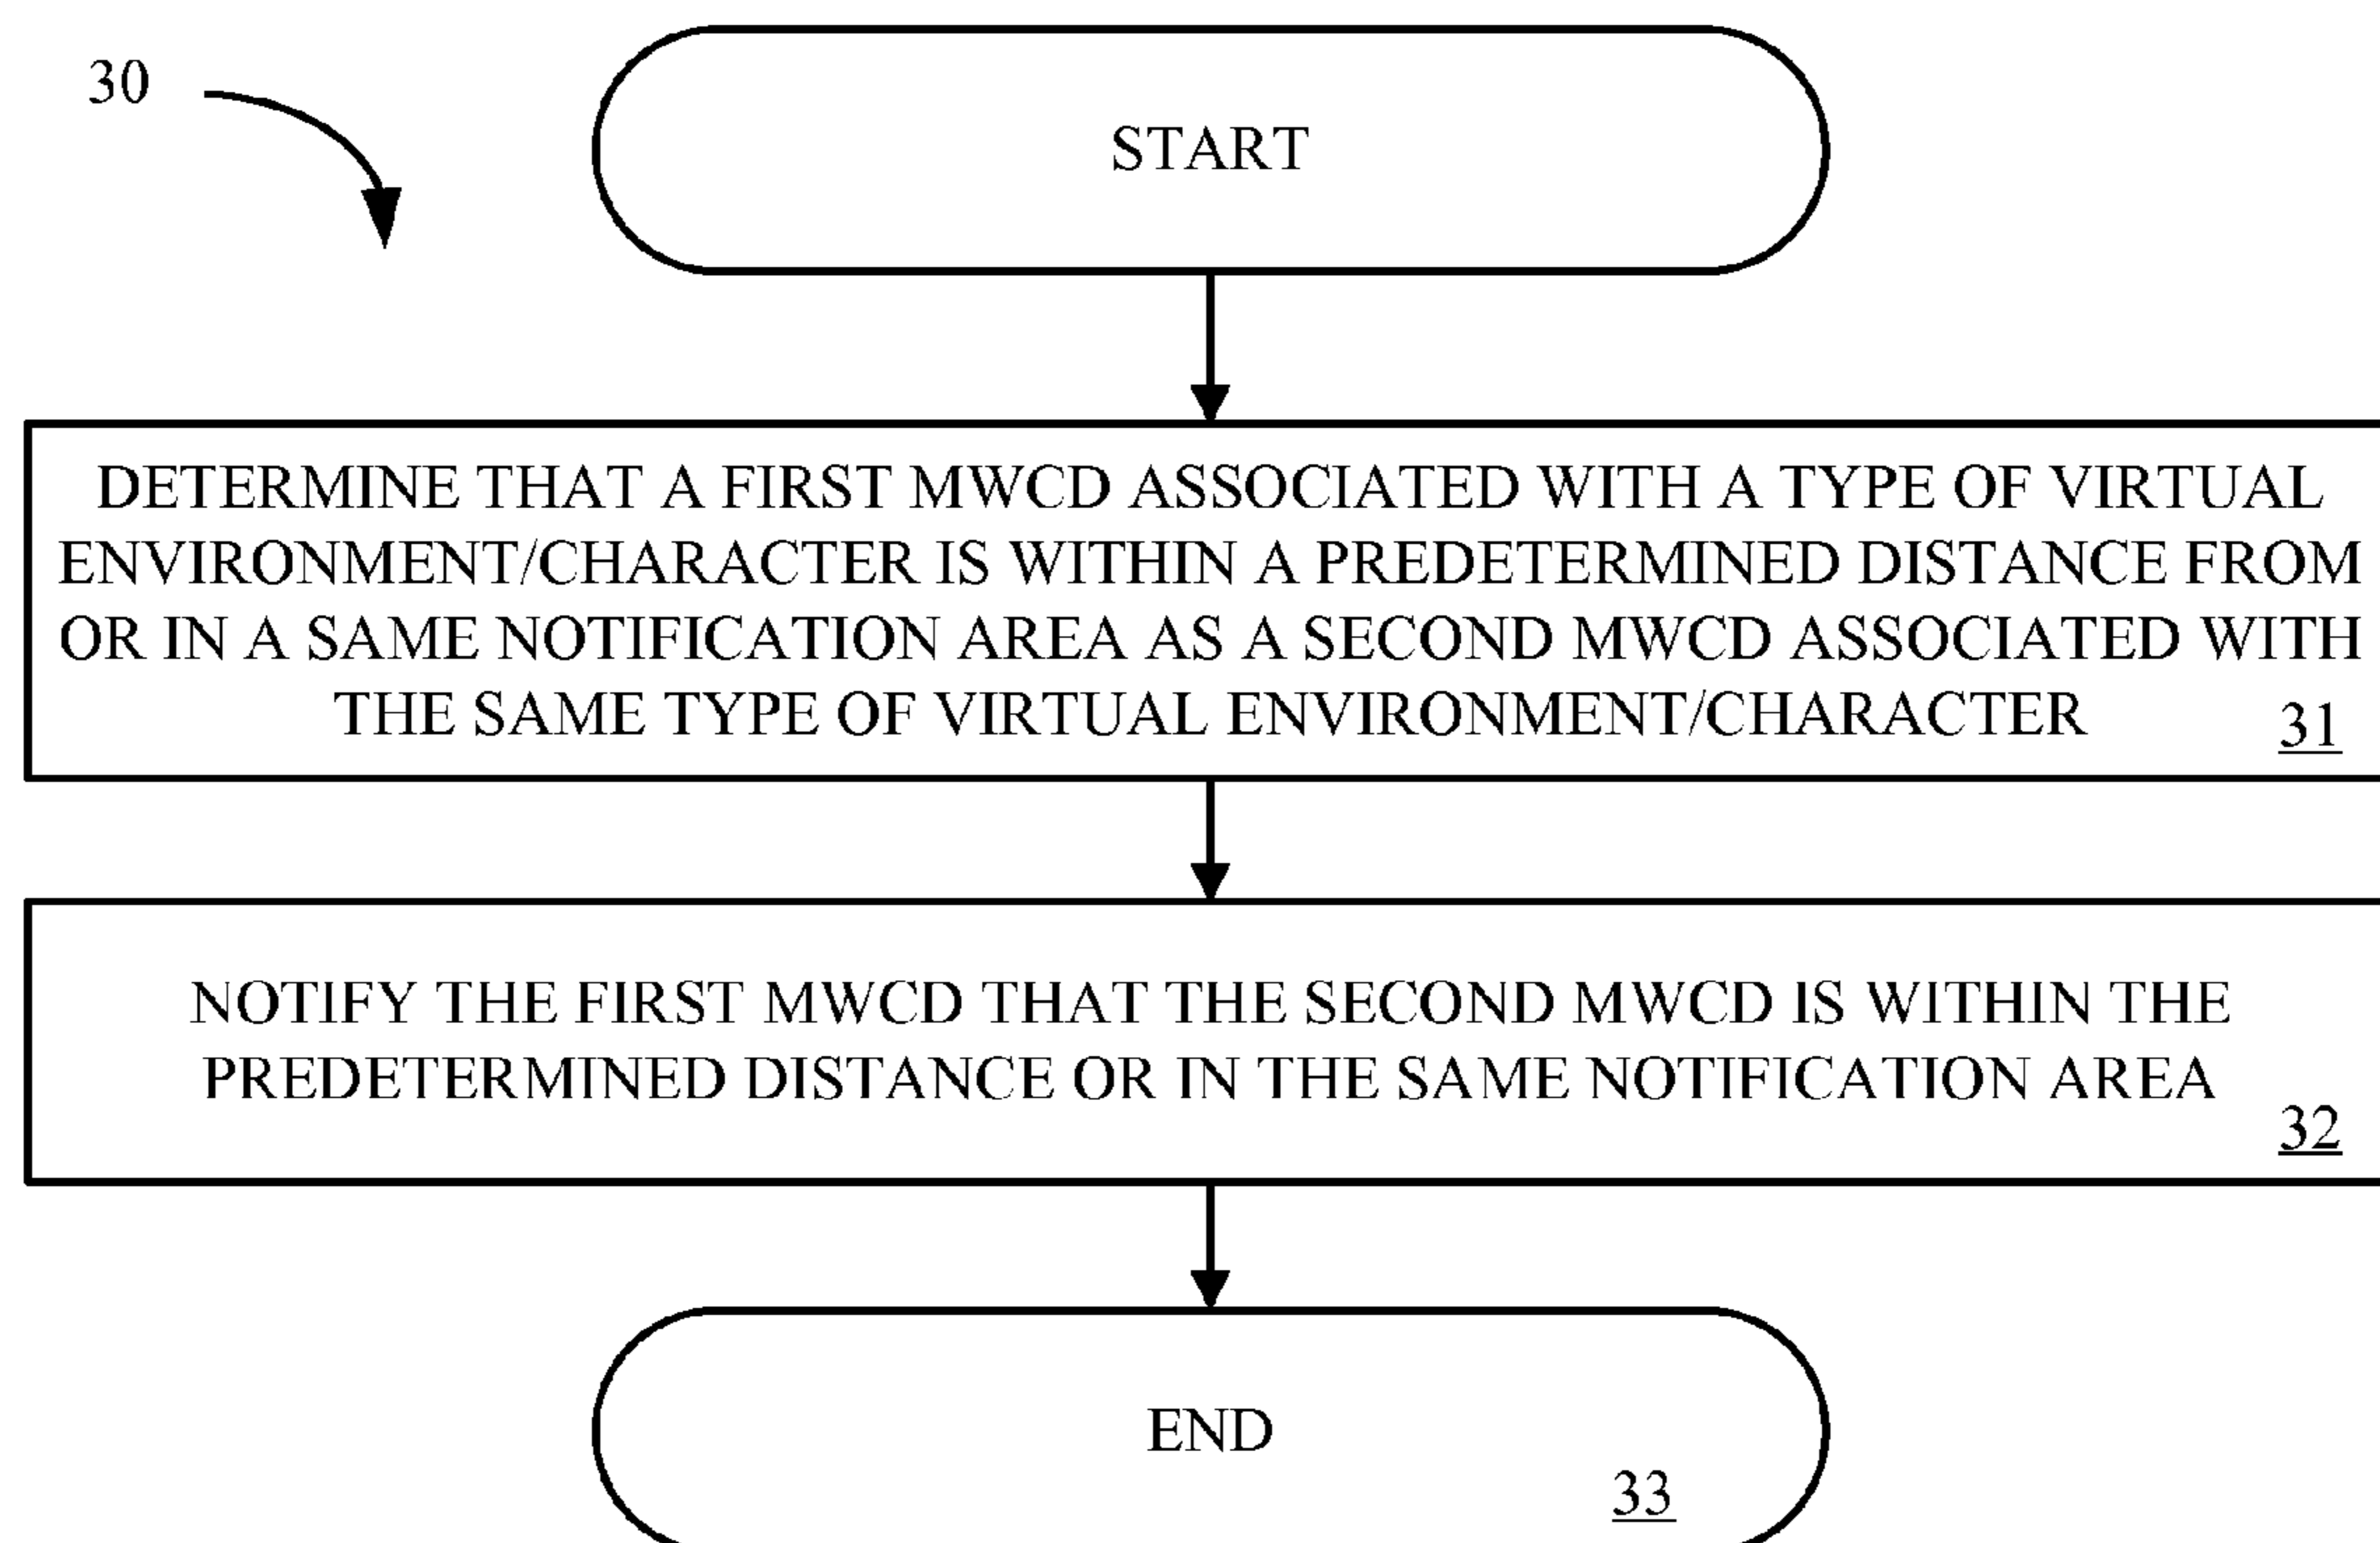 30
START
DETERMINE THAT A FIRST MWCD ASSOCIATED WITH A TYPE OF VIRTUAL
ENVIRONMENT/CHARACTER IS WITHIN A PREDETERMINED DISTANCE FROM
OR IN A SAME NOTIFICATION AREA AS A SECOND MWCD ASSOCIATED WITH
THE SAME TYPE OF VIRTUAL ENVIRONMENT/CHARACTER
31
NOTIFY THE FIRST MWCD THAT THE SECOND MWCD IS WITHIN THE
PREDETERMINED DISTANCE OR IN THE SAME NOTIFICATION AREA
32
END
33